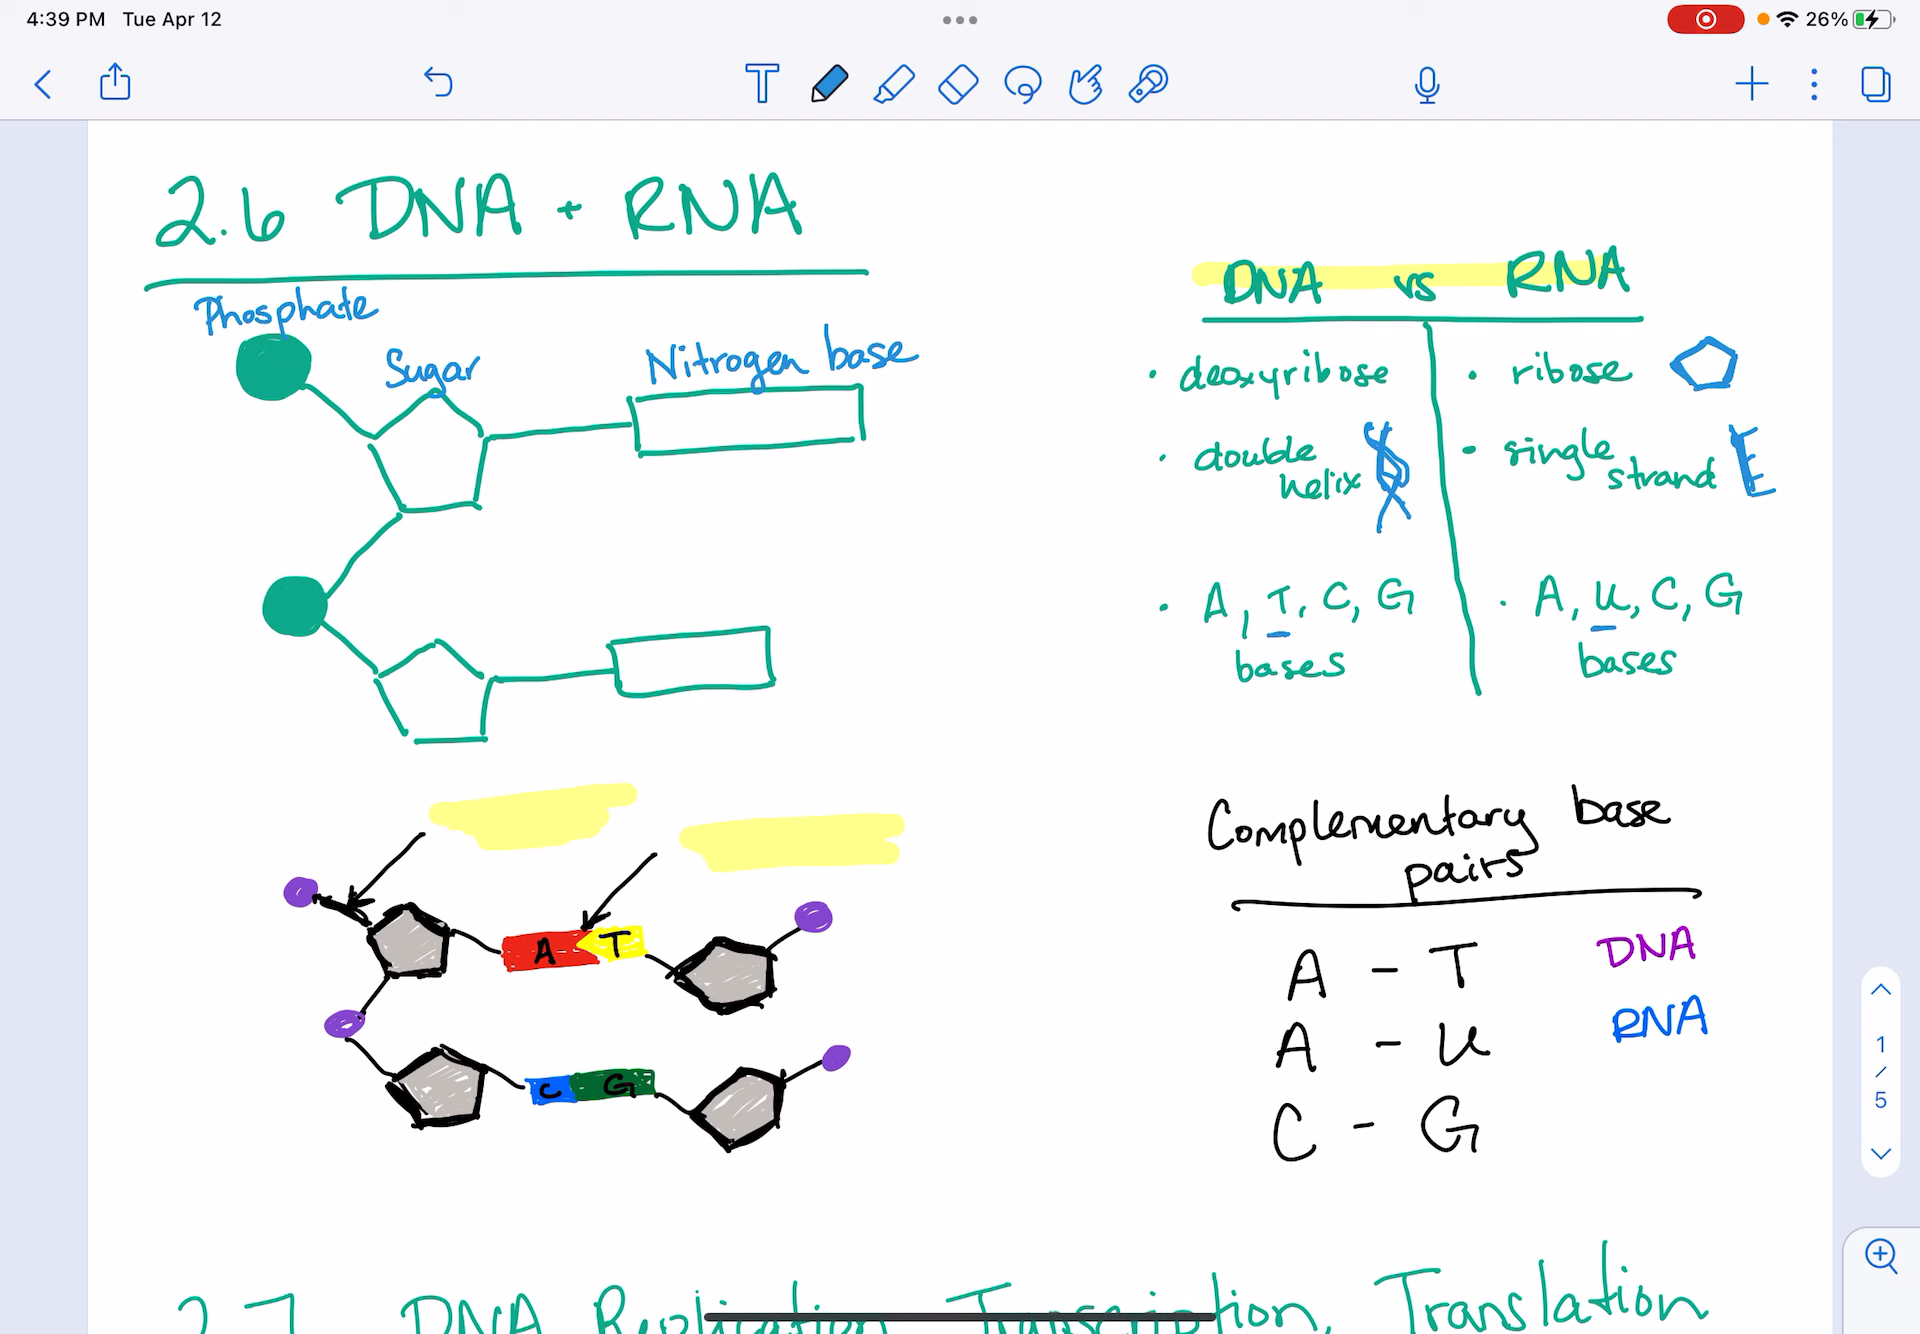 4:39 PM Tue Apr 12
26%
T
2.6 DNA + RNA
Phosphate
Sugar
Nitrogen base
DNA vs RNA
• deoxyribose
• ribose
• double
helix
• single
strand
• A, T, C, G
bases
• A, U, C, G
bases
A T
C G
Complementary base
pairs
A - T DNA
A - U RNA
C - G
1
/
5
2.7 DNA Replication, Transcription, Translation